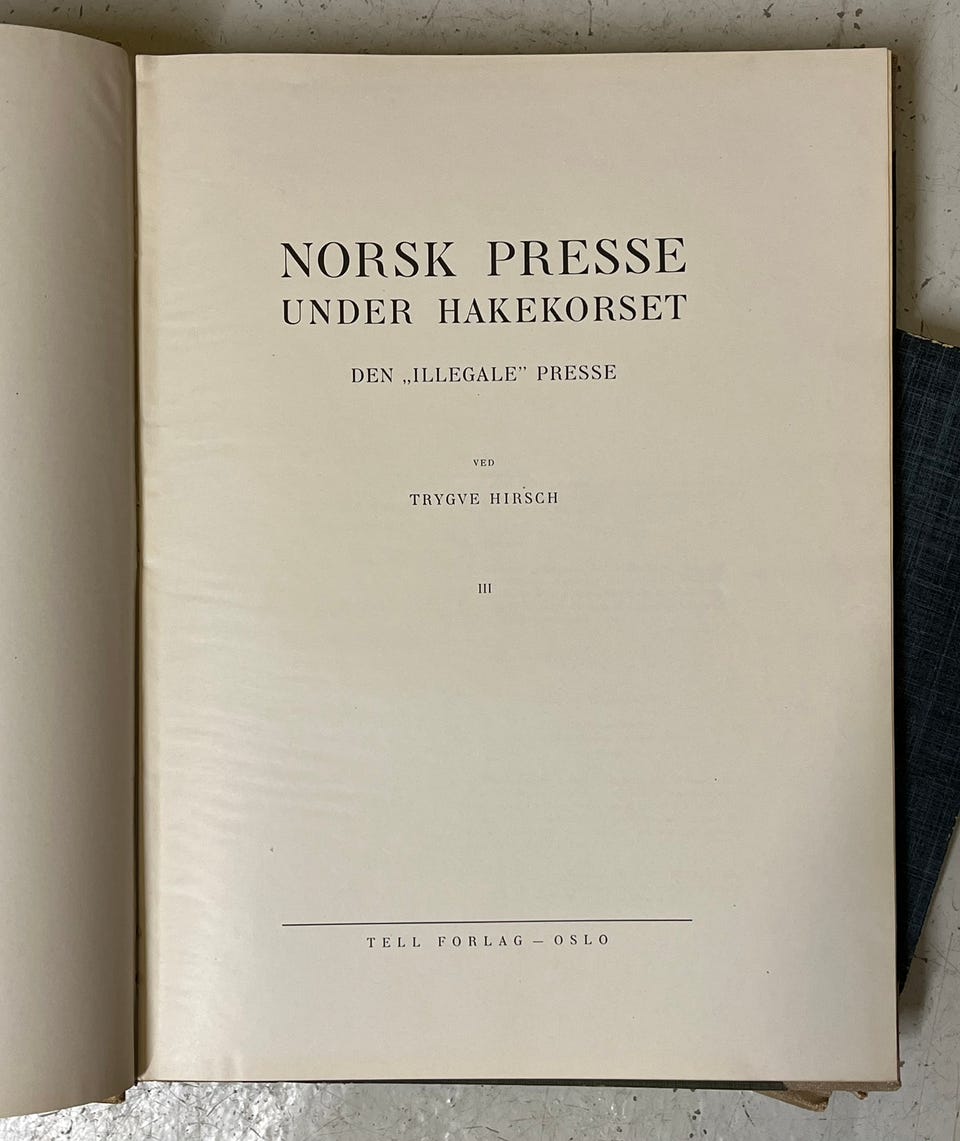 NORSK PRESSE
UNDER HAKEKORSET
DEN „ILLEGALE” PRESSE
VED
TRYGVE HIRSCH
III
TELL FORLAG — OSLO